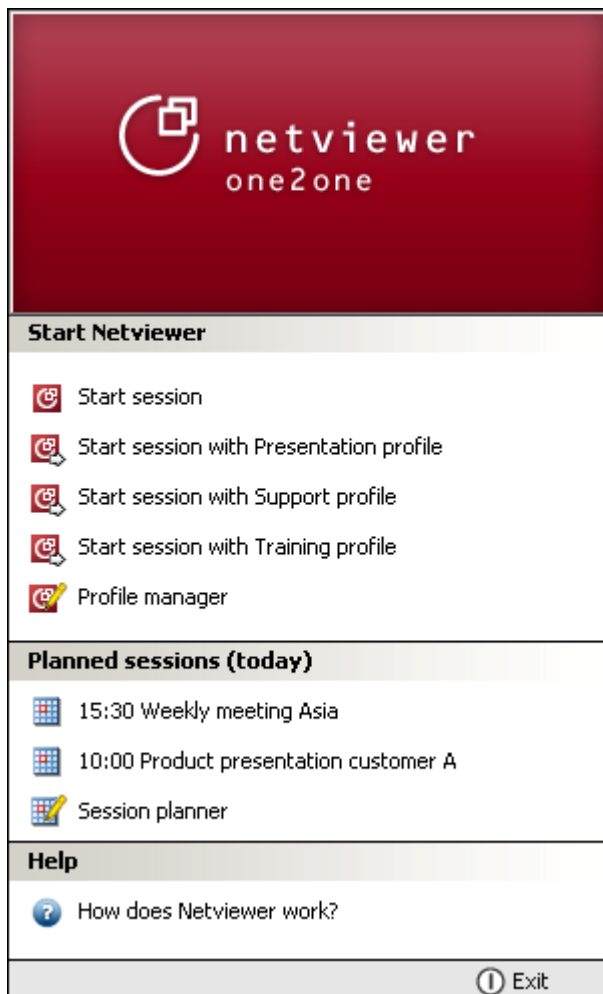 netviewer
one2one
Start Netviewer
Start session
Start session with Presentation profile
Start session with Support profile
Start session with Training profile
Profile manager
Planned sessions (today)
15:30 Weekly meeting Asia
10:00 Product presentation customer A
Session planner
Help
How does Netviewer work?
Exit